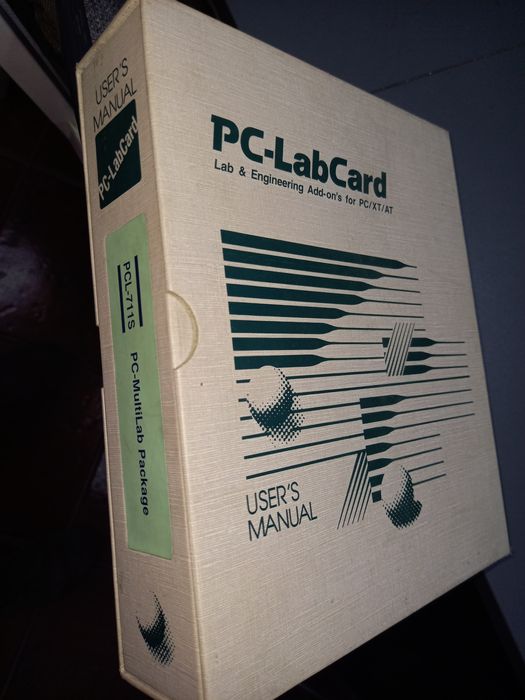 USER'S
MANUAL
PC-LabCard
PCL-711S
PC-MultiLab Package
PC-LabCard
Lab & Engineering Add-on's for PC/XT/AT
USER'S
MANUAL